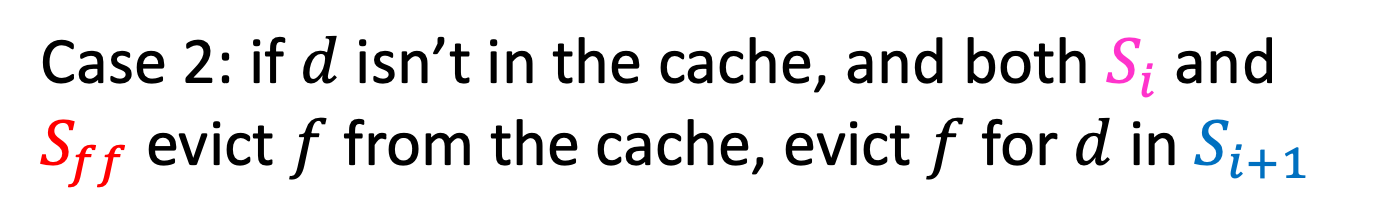 Case 2: if 𝑑 isn’t in the cache, and both 𝑆ᵢ and
𝑆𝑓𝑓 evict 𝑓 from the cache, evict 𝑓 for 𝑑 in 𝑆ᵢ₊₁